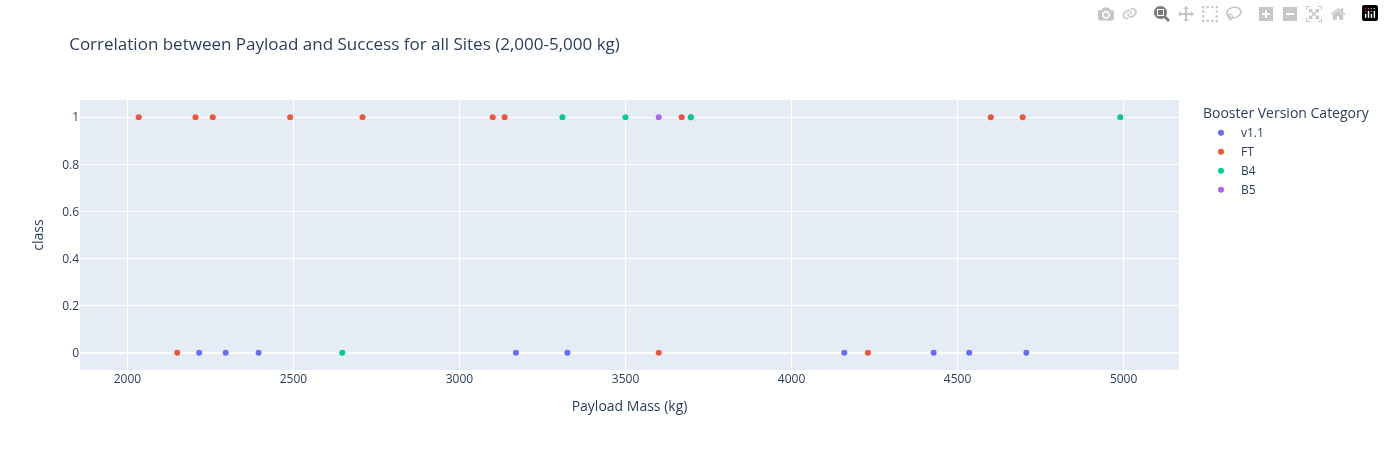 Correlation between Payload and Success for all Sites (2,000-5,000 kg)
Booster Version Category
v1.1
FT
B4
B5
class
1
0.8
0.6
0.4
0.2
0
2000 2500 3000 3500 4000 4500 5000
Payload Mass (kg)